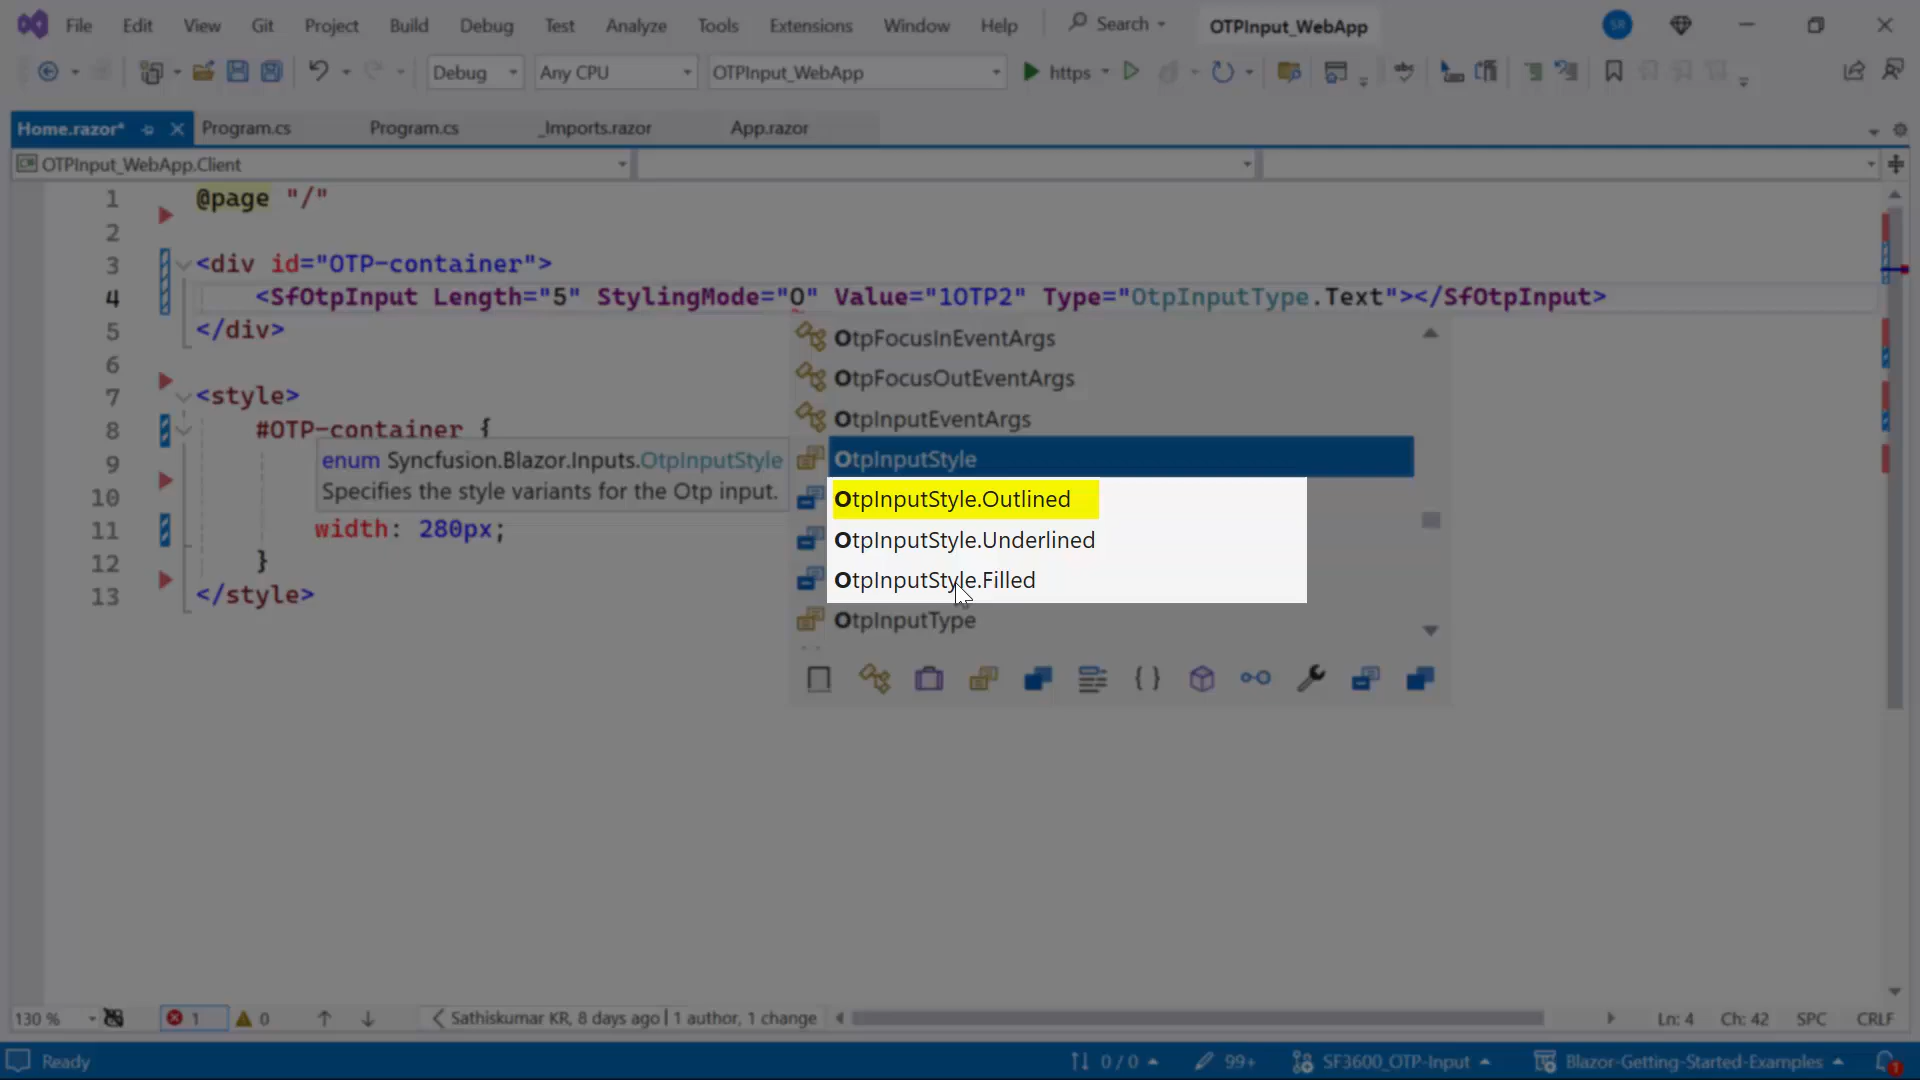 File Edit View Git Project Build Debug Test Analyze Tools Extensions Window Help Search OTPInput_WebApp SR
Debug Any CPU OTPInput_WebApp https
Home.razor* Program.cs Program.cs _Imports.razor App.razor
OTPInput_WebApp.Client
1 @page "/"
2
3 <div id="OTP-container">
4 <SfOtpInput Length="5" StylingMode="O" Value="1OTP2" Type="OtpInputType.Text"></SfOtpInput>
5 </div>
6
7 <style>
8 #OTP-container {
9
10
11 width: 280px;
12 }
13 </style>
enum Syncfusion.Blazor.Inputs.OtpInputStyle
Specifies the style variants for the Otp input.
OtpFocusInEventArgs
OtpFocusOutEventArgs
OtpInputEventArgs
OtpInputStyle
OtpInputStyle.Outlined
OtpInputStyle.Underlined
OtpInputStyle.Filled
OtpInputType
130 % 1 0 Sathiskumar KR, 8 days ago | 1 author, 1 change Ln: 4 Ch: 42 SPC CRLF
Ready 0 / 0 99+ SF3600_OTP-Input Blazor-Getting-Started-Examples 1